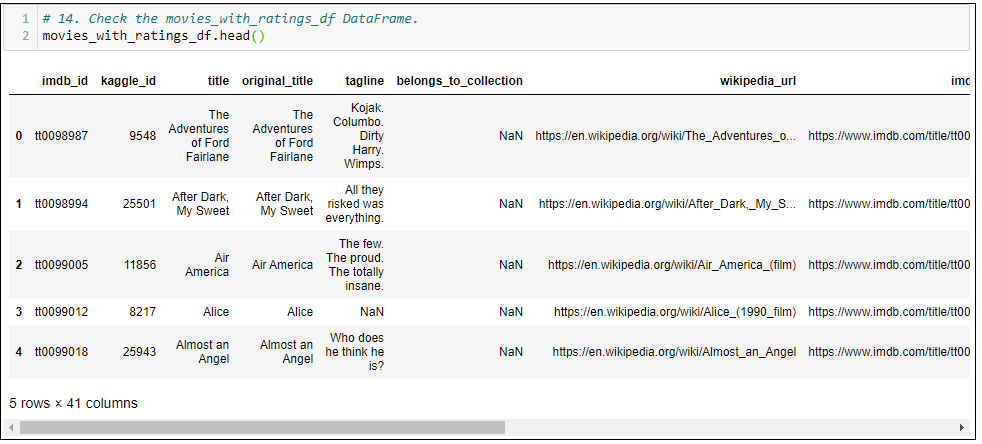 1 # 14. Check the movies_with_ratings_df DataFrame.
2 movies_with_ratings_df.head()
imdb_id kaggle_id title original_title tagline belongs_to_collection wikipedia_url imd
0 tt0098987 9548 The Adventures of Ford Fairlane The Adventures of Ford Fairlane Kojak. Columbo. Dirty Harry. Wimps. NaN https://en.wikipedia.org/wiki/The_Adventures_o... https://www.imdb.com/title/tt00
1 tt0098994 25501 After Dark, My Sweet After Dark, My Sweet All they risked was everything. NaN https://en.wikipedia.org/wiki/After_Dark,_My_S... https://www.imdb.com/title/tt00
2 tt0099005 11856 Air America Air America The few. The proud. The totally insane. NaN https://en.wikipedia.org/wiki/Air_America_(film) https://www.imdb.com/title/tt00
3 tt0099012 8217 Alice Alice NaN NaN https://en.wikipedia.org/wiki/Alice_(1990_film) https://www.imdb.com/title/tt00
4 tt0099018 25943 Almost an Angel Almost an Angel Who does he think he is? NaN https://en.wikipedia.org/wiki/Almost_an_Angel https://www.imdb.com/title/tt00
5 rows × 41 columns